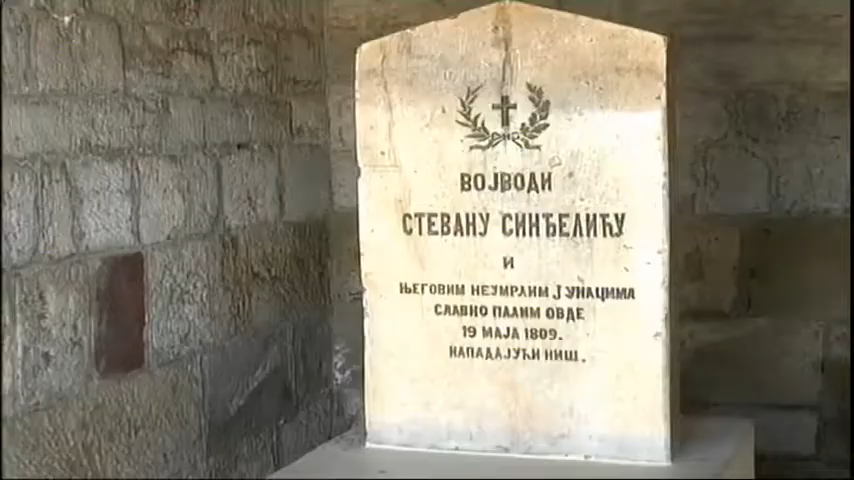 ВОЈВОДИ
СТЕВАНУ СИНЂЕЛИЋУ
И
ЊЕГОВИМ НЕУМРЛИМ ЈУНАЦИМА
СЛАВНО ПАЛИМ ОВДЕ
19 МАЈА 1809.
НАПАДАЈУЋИ НИШ.